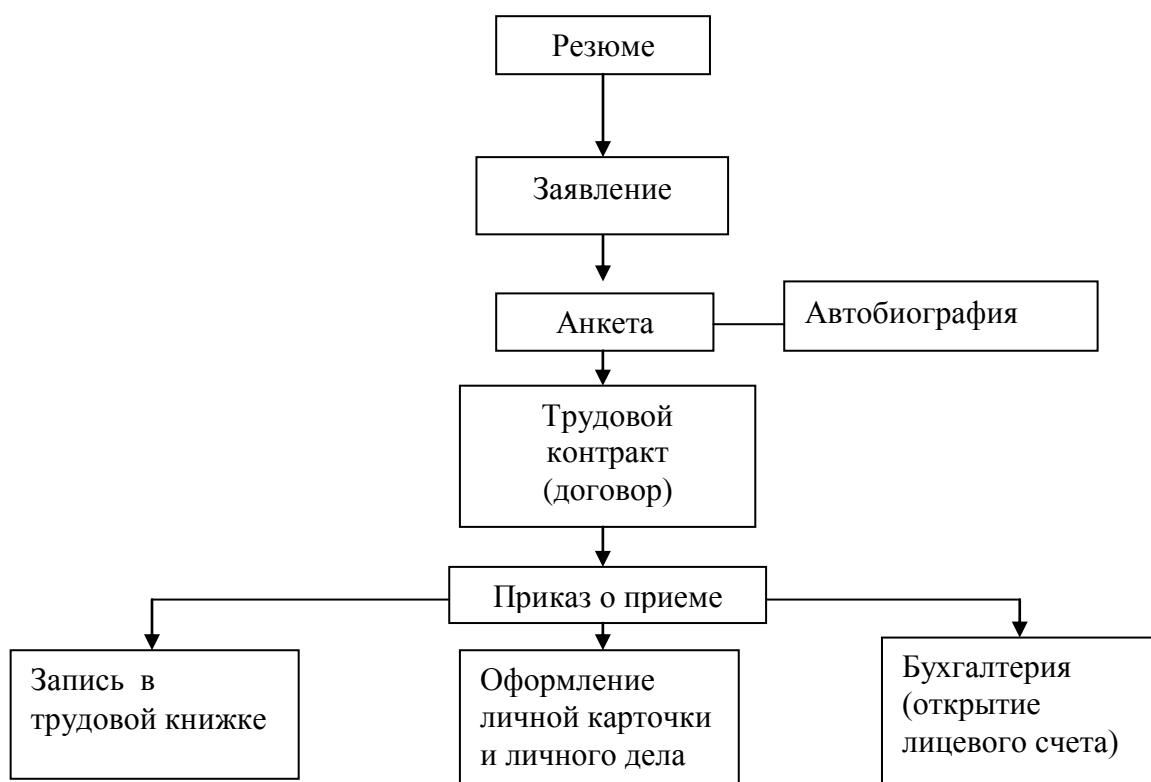 Резюме
Заявление
Анкета
Автобиография
Трудовой
контракт
(договор)
Приказ о приеме
Запись в
трудовой книжке
Оформление
личной карточки
и личного дела
Бухгалтерия
(открытие
лицевого счета)